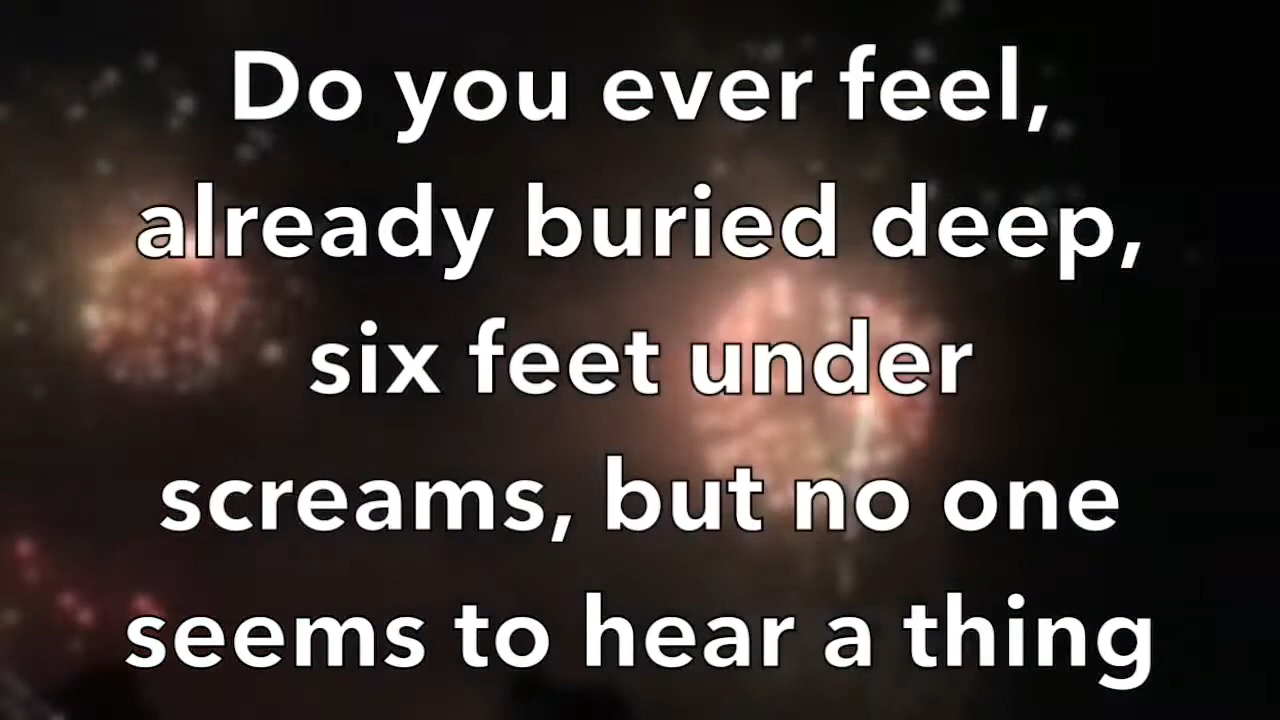 Do you ever feel,
already buried deep,
six feet under
screams, but no one
seems to hear a thing